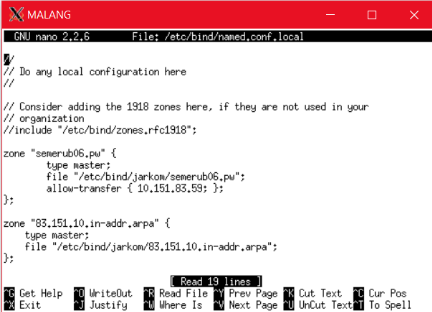 MALANG
GNU nano 2.2.6 File: /etc/bind/named.conf.local
//
// Do any local configuration here
//
// Consider adding the 1918 zones here, if they are not used in your
// organization
//include "/etc/bind/zones.rfc1918";
zone "semerub06.pw" {
type master;
file "/etc/bind/jarkom/semerub06.pw";
allow-transfer { 10.151.83.59; };
};
zone "83.151.10.in-addr.arpa" {
type master;
file "/etc/bind/jarkom/83.151.10.in-addr.arpa";
};
[ Read 19 lines ]
^G Get Help ^O WriteOut ^R Read File ^Y Prev Page ^K Cut Text ^C Cur Pos
^X Exit ^J Justify ^W Where Is ^V Next Page ^U UnCut Text ^T To Spell